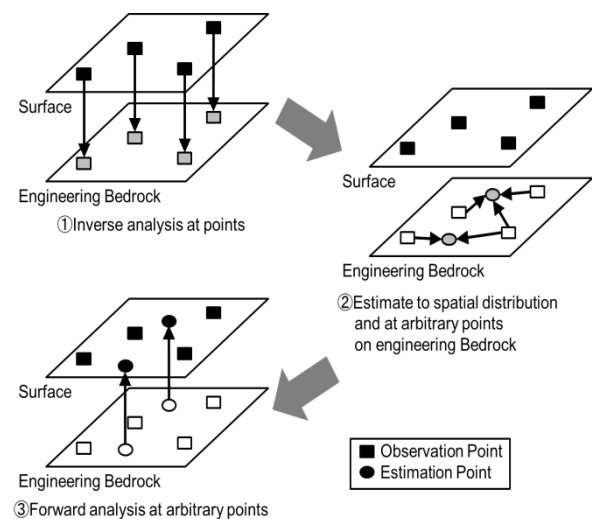 Surface
Engineering Bedrock
①Inverse analysis at points
Surface
Engineering Bedrock
②Estimate to spatial distribution
and at arbitrary points
on engineering Bedrock
Surface
Engineering Bedrock
③Forward analysis at arbitrary points
Observation Point
Estimation Point